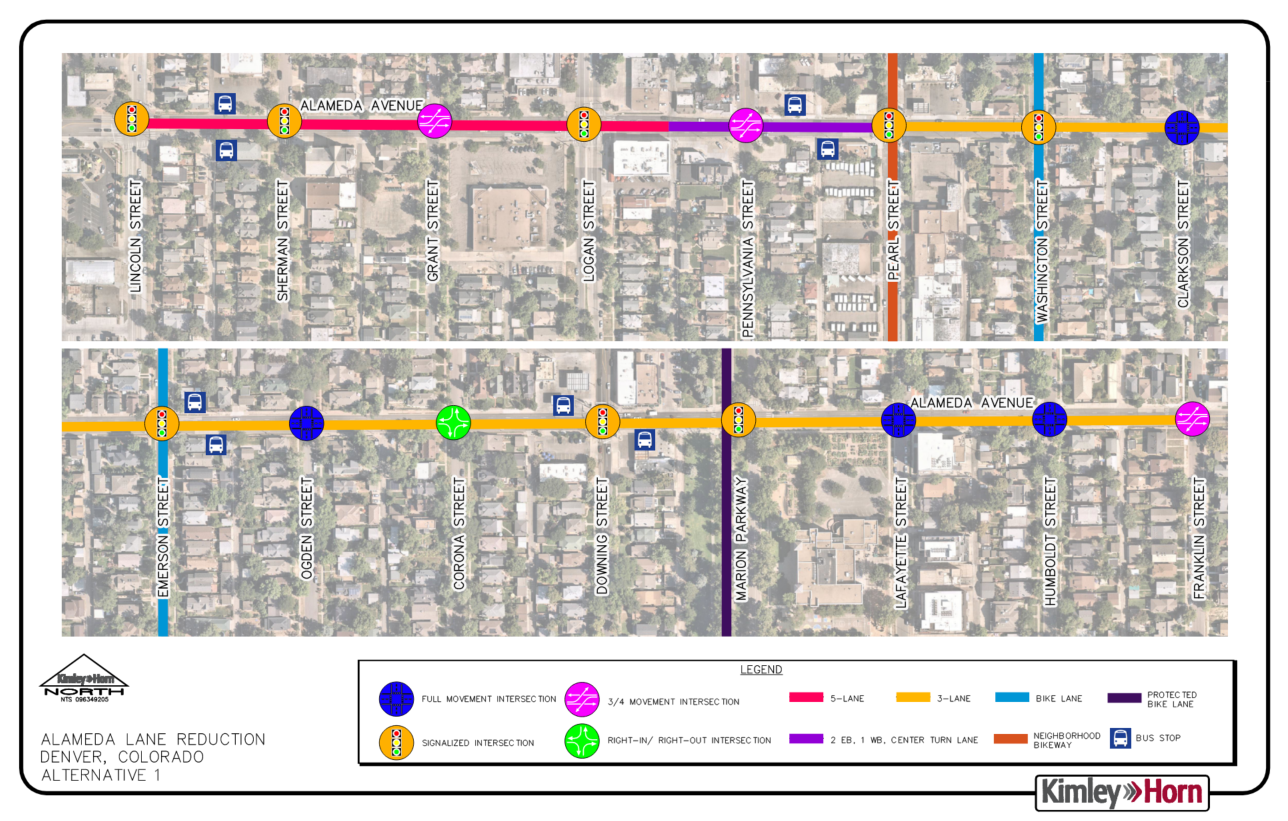 ALAMEDA AVENUE
LINCOLN STREET
SHERMAN STREET
GRANT STREET
LOGAN STREET
PENNSYLVANIA STREET
PEARL STREET
WASHINGTON STREET
CLARKSON STREET
ALAMEDA AVENUE
EMERSON STREET
OGDEN STREET
CORONA STREET
DOWNING STREET
MARION PARKWAY
LAFAYETTE STREET
HUMBOLDT STREET
FRANKLIN STREET
Kimley»Horn
NORTH
NTS 096349205
ALAMEDA LANE REDUCTION
DENVER, COLORADO
ALTERNATIVE 1
LEGEND
FULL MOVEMENT INTERSECTION
3/4 MOVEMENT INTERSECTION
5-LANE
3-LANE
BIKE LANE
PROTECTED
BIKE LANE
SIGNALIZED INTERSECTION
RIGHT-IN/ RIGHT-OUT INTERSECTION
2 EB, 1 WB, CENTER TURN LANE
NEIGHBORHOOD
BIKEWAY
BUS STOP
Kimley»Horn